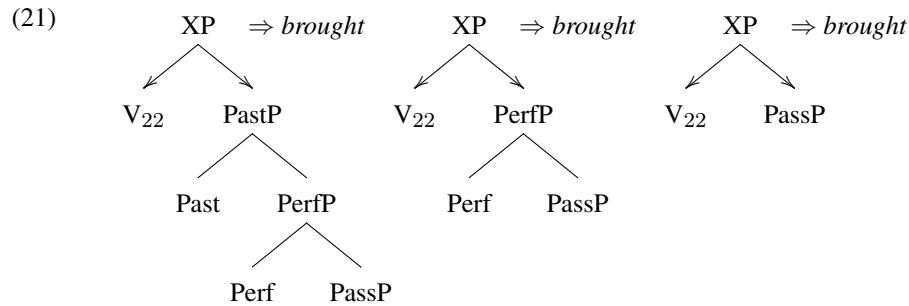 (21) XP ⇒ brought XP ⇒ brought XP ⇒ brought
V22 PastP V22 PerfP V22 PassP
Past PerfP Perf PassP
Perf PassP